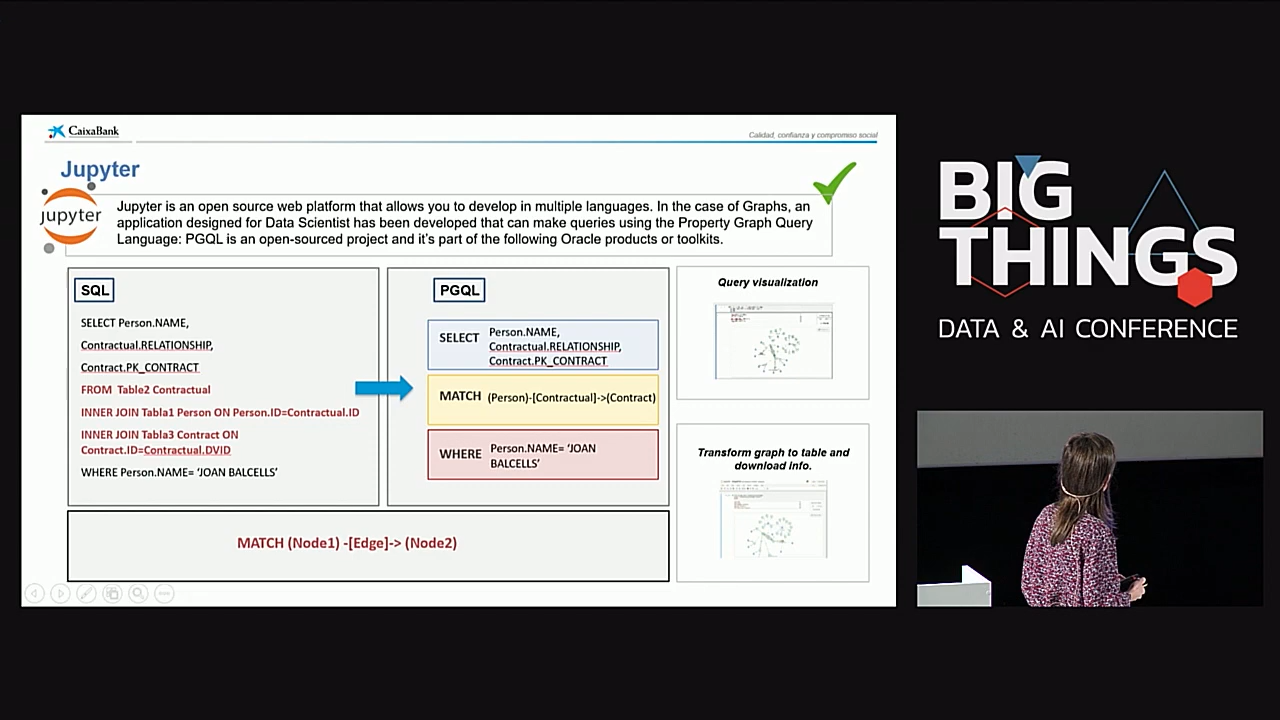 CaixaBank
Calidad, confianza y compromiso social
Jupyter
jupyter
Jupyter is an open source web platform that allows you to develop in multiple languages. In the case of Graphs, an
application designed for Data Scientist has been developed that can make queries using the Property Graph Query
Language: PGQL is an open-sourced project and it's part of the following Oracle products or toolkits.
SQL
SELECT Person.NAME,
Contractual.RELATIONSHIP,
Contract.PK_CONTRACT
FROM Table2 Contractual
INNER JOIN Tabla1 Person ON Person.ID=Contractual.ID
INNER JOIN Tabla3 Contract ON
Contract.ID=Contractual.DVID
WHERE Person.NAME= ‘JOAN BALCELLS’
PGQL
SELECT
Person.NAME,
Contractual.RELATIONSHIP,
Contract.PK_CONTRACT
MATCH (Person)-[Contractual]->(Contract)
WHERE
Person.NAME= ‘JOAN
BALCELLS’
MATCH (Node1) -[Edge]-> (Node2)
Query visualization
Transform graph to table and
download info.
BIG
THINGS
DATA & AI CONFERENCE